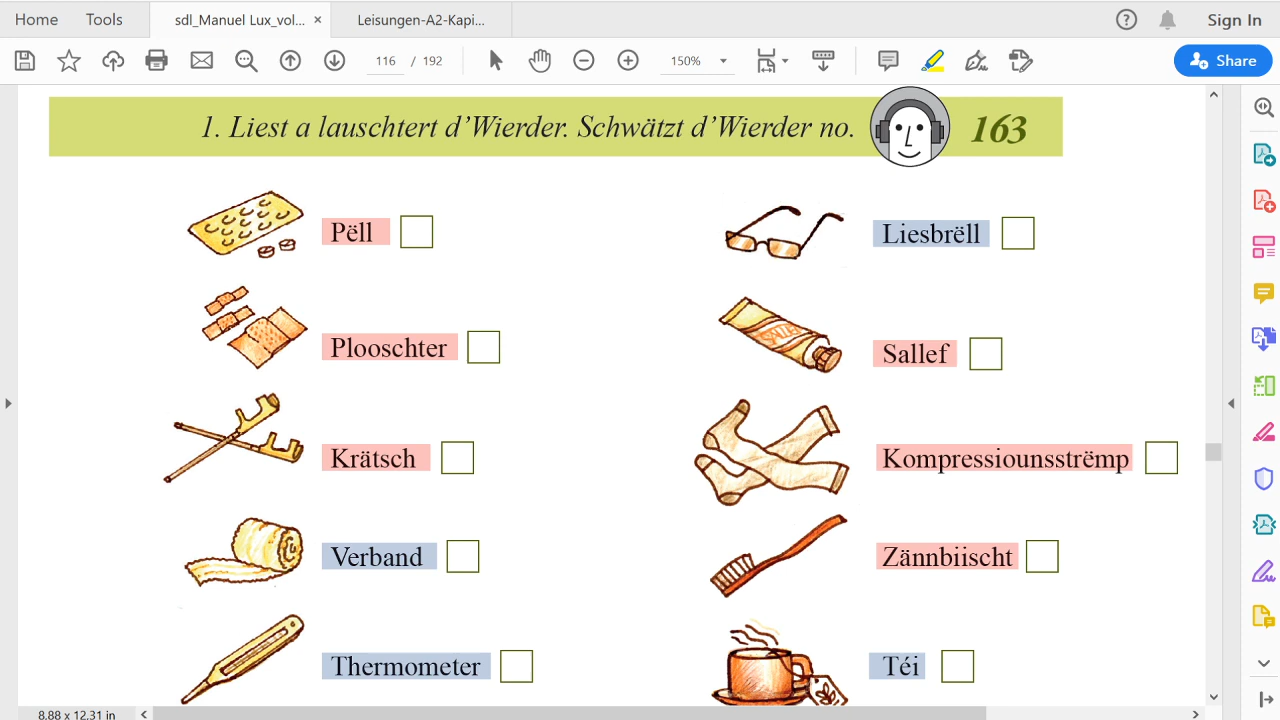 Home Tools sdl_Manuel Lux_vol... × Leisungen-A2-Kapi... Sign In
116 / 192 150% Share
1. Liest a lauschtert d’Wierder. Schwätzt d’Wierder no. 163
Pëll Liesbrëll
Plooschter Sallef
SALEF
Krätsch Kompressiounsstrëmp
Verband Zännbiischt
Thermometer Téi
8.88 x 12.31 in